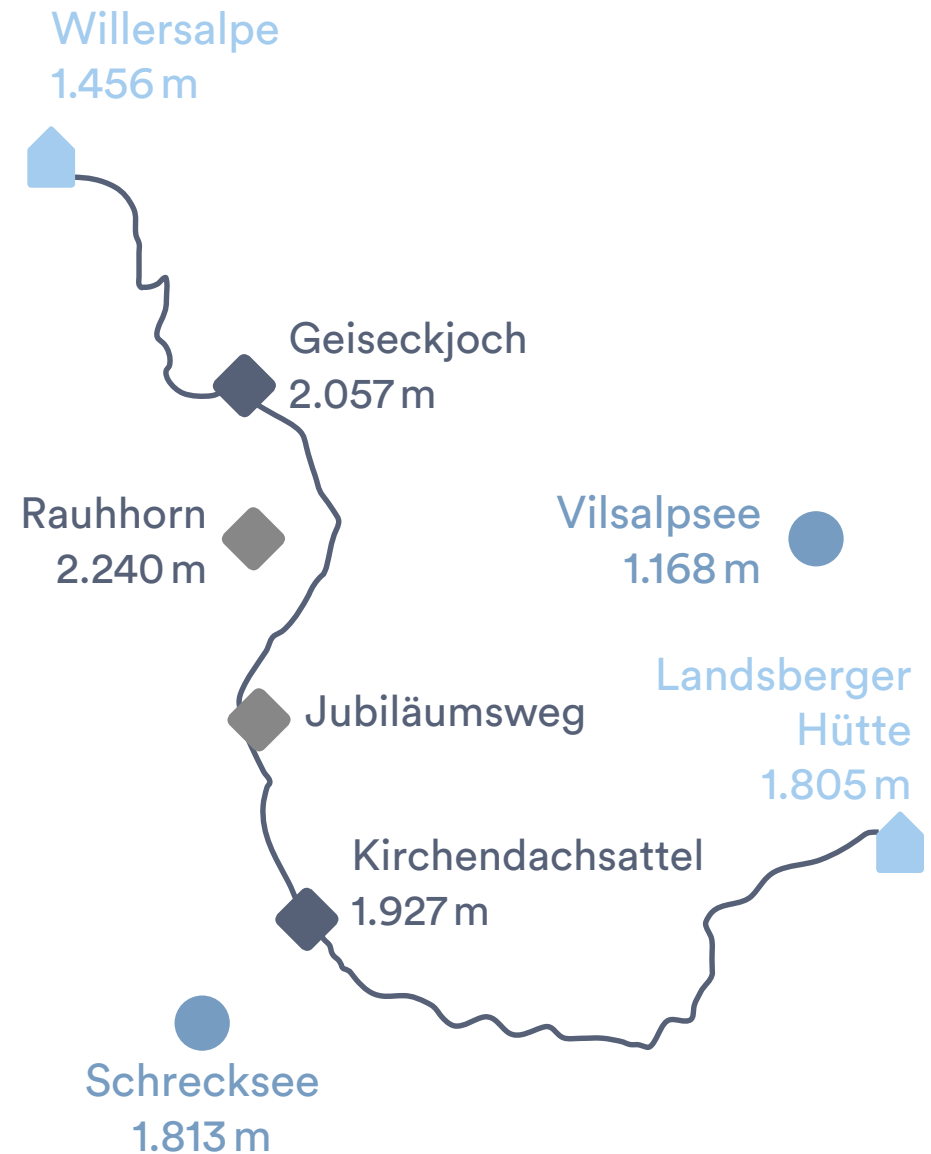 Willersalpe
1.456 m
Geiseckjoch
2.057 m
Rauhhorn
2.240 m
Vilsalpsee
1.168 m
Landsberger
Hütte
1.805 m
Jubiläumsweg
Kirchendachsattel
1.927 m
Schrecksee
1.813 m